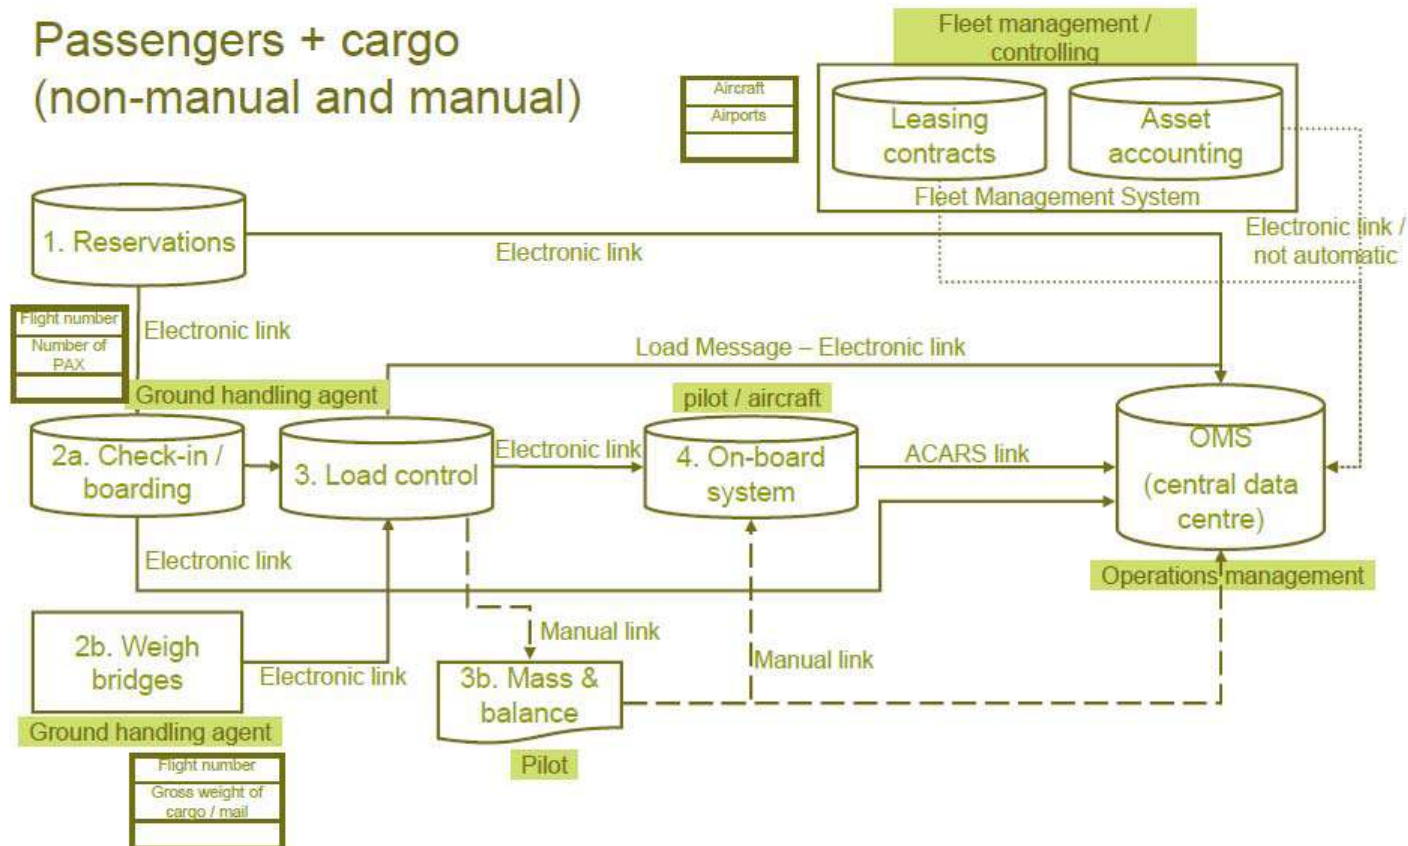 Passengers + cargo
(non-manual and manual)
Fleet management /
controlling
Aircraft
Airports
Leasing
contracts
Asset
accounting
Fleet Management System
1. Reservations
Electronic link
Electronic link /
not automatic
Flight number
Number of
PAX
Electronic link
Load Message – Electronic link
Ground handling agent
pilot / aircraft
2a. Check-in /
boarding
3. Load control
Electronic link
4. On-board
system
ACARS link
OMS
(central data
centre)
Electronic link
Operations management
2b. Weigh
bridges
Electronic link
Manual link
3b. Mass &
balance
Manual link
Ground handling agent
Pilot
Flight number
Gross weight of
cargo / mail